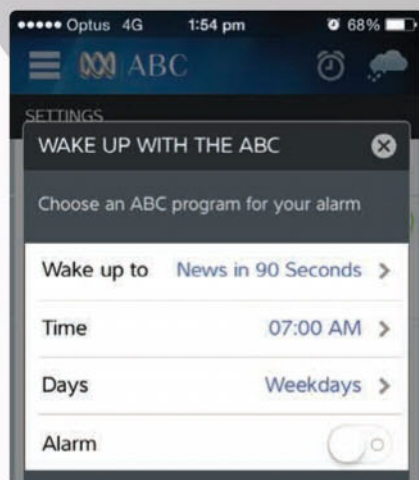 Optus 4G 1:54 pm 68%
ABC
SETTINGS
WAKE UP WITH THE ABC
Choose an ABC program for your alarm
Wake up to News in 90 Seconds >
Time 07:00 AM >
Days Weekdays >
Alarm